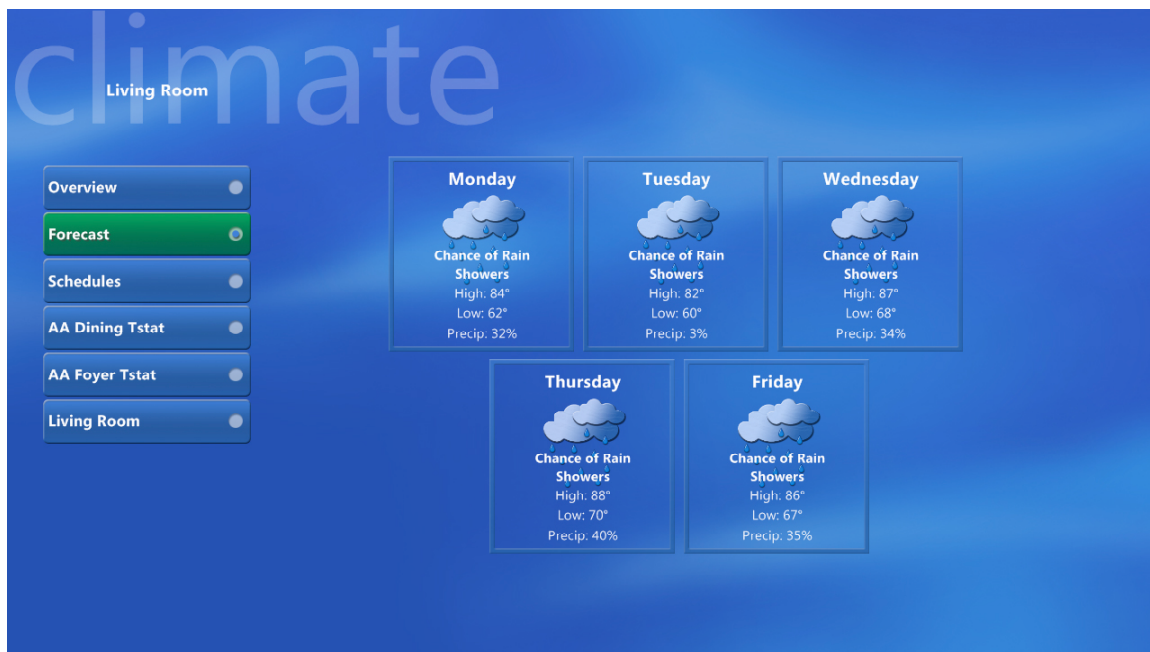 climate
Living Room
Overview
Forecast
Schedules
AA Dining Tstat
AA Foyer Tstat
Living Room
Monday
Chance of Rain
Showers
High: 84°
Low: 62°
Precip: 32%
Tuesday
Chance of Rain
Showers
High: 82°
Low: 60°
Precip: 3%
Wednesday
Chance of Rain
Showers
High: 87°
Low: 68°
Precip: 34%
Thursday
Chance of Rain
Showers
High: 88°
Low: 70°
Precip: 40%
Friday
Chance of Rain
Showers
High: 86°
Low: 67°
Precip: 35%